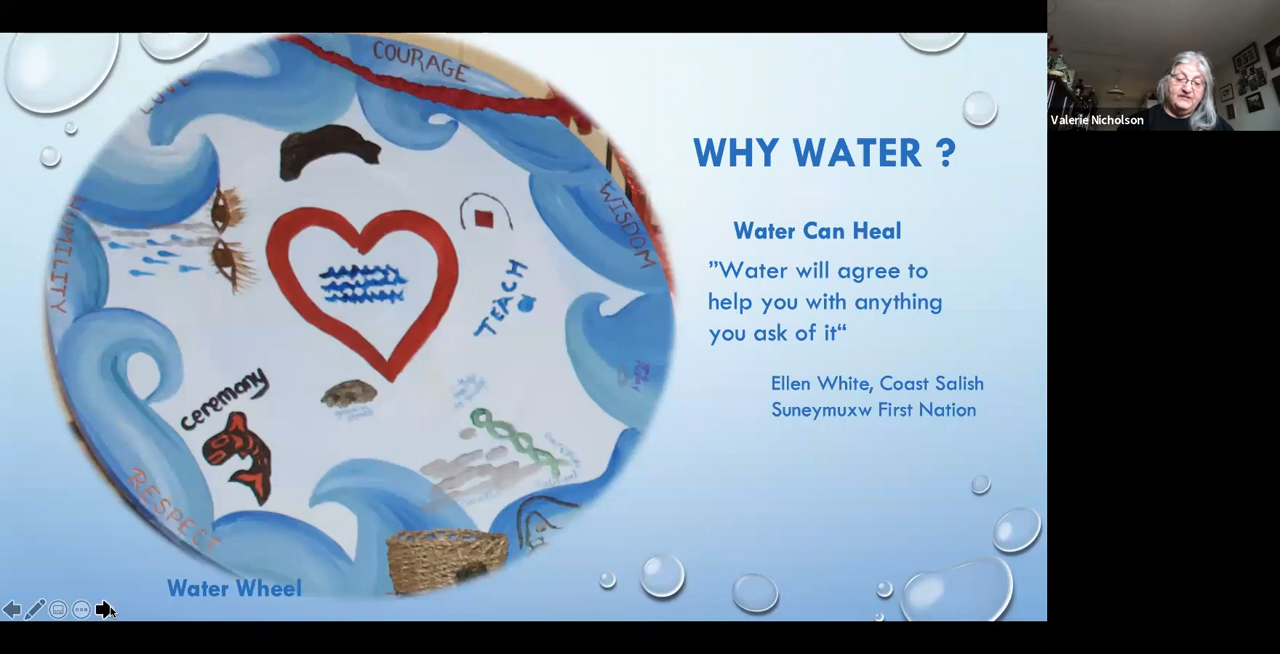 COURAGE
LOVE
WISDOM
HUMILITY
TEACH
ceremony
RESPECT
Water Wheel
WHY WATER ?
Water Can Heal
”Water will agree to
help you with anything
you ask of it“
Ellen White, Coast Salish
Suneymuxw First Nation
Valerie Nicholson